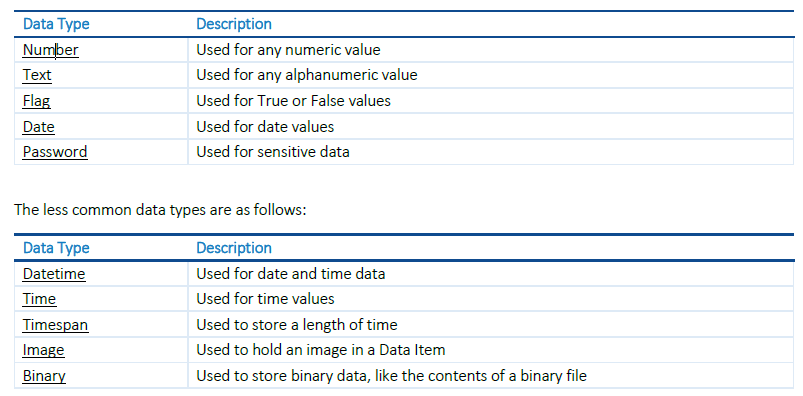 Data Type Description
Number Used for any numeric value
Text Used for any alphanumeric value
Flag Used for True or False values
Date Used for date values
Password Used for sensitive data
The less common data types are as follows:
Data Type Description
Datetime Used for date and time data
Time Used for time values
Timespan Used to store a length of time
Image Used to hold an image in a Data Item
Binary Used to store binary data, like the contents of a binary file